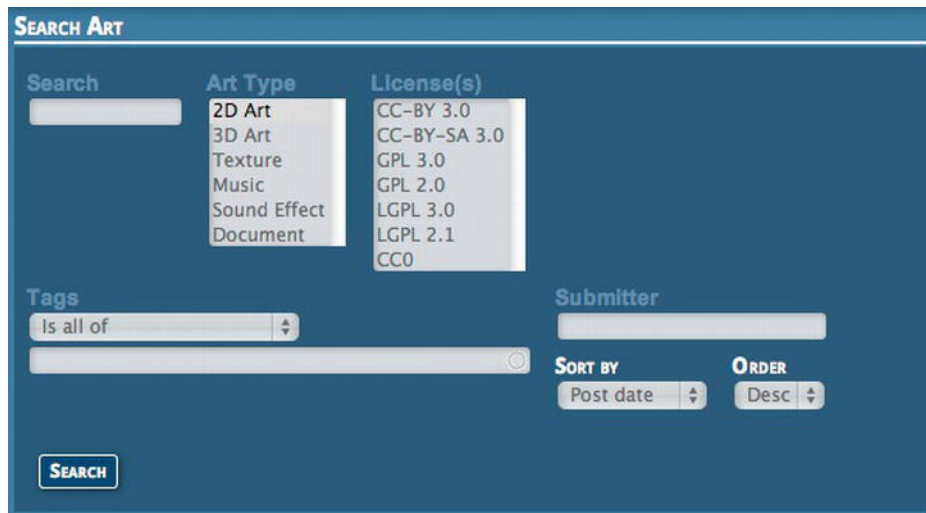 SEARCH ART
Search
Art Type
License(s)
2D Art
3D Art
Texture
Music
Sound Effect
Document
CC-BY 3.0
CC-BY-SA 3.0
GPL 3.0
GPL 2.0
LGPL 3.0
LGPL 2.1
CC0
Tags
Is all of
Submitter
SORT BY
Post date
ORDER
Desc
SEARCH